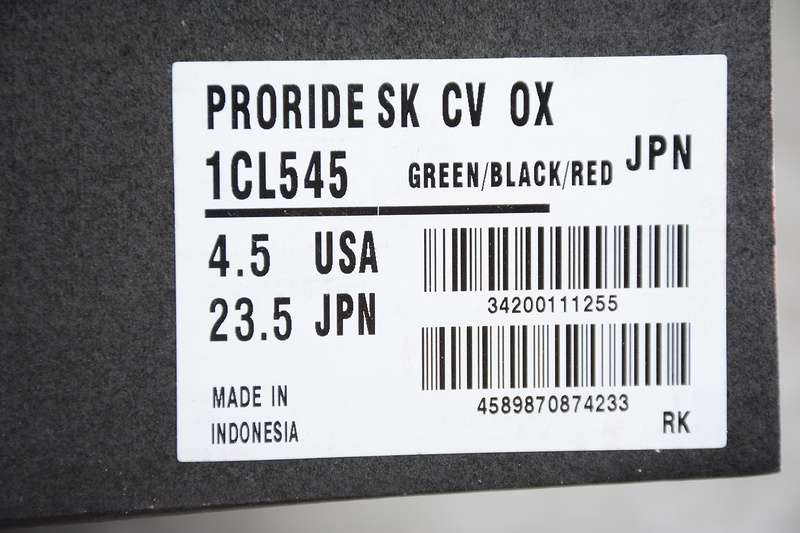 PRORIDE SK CV OX
1CL545 GREEN/BLACK/RED JPN
4.5 USA
23.5 JPN
34200111255
4589870874233
MADE IN
INDONESIA
RK